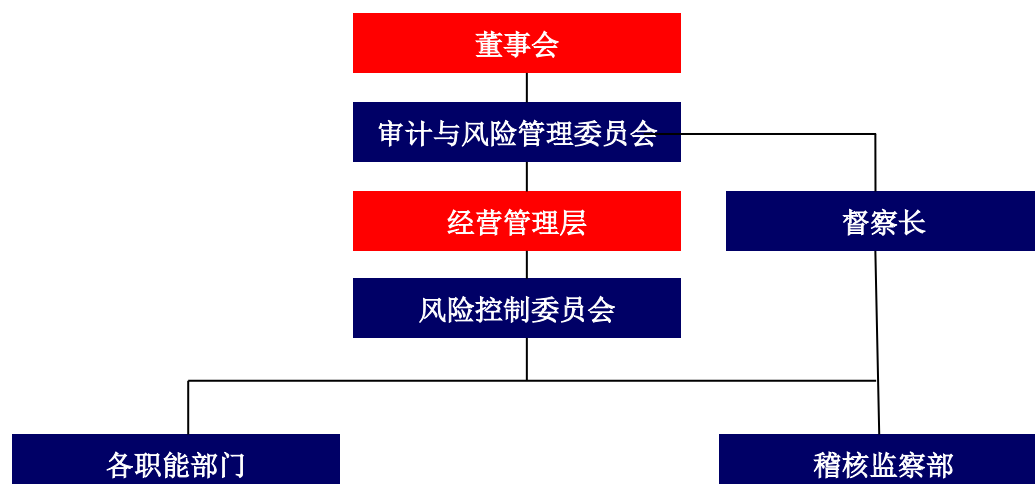 董事会
审计与风险管理委员会
经营管理层
督察长
风险控制委员会
各职能部门
稽核监察部